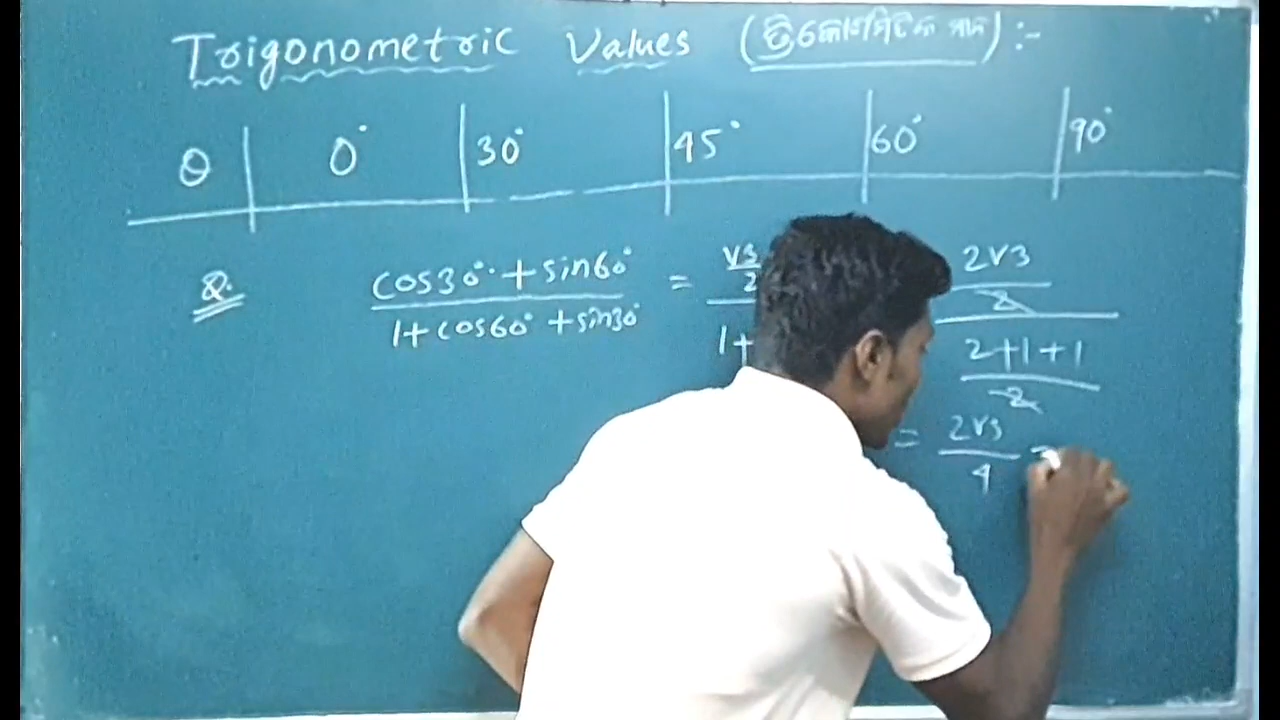 Trigonometric Values (ତ୍ରିକୋଣମିତିକ ମାନ) :-
θ 0° 30° 45° 60° 90°
Q. cos30° + sin60° / 1 + cos60° + sin30° = √3/2 / 1+
2√3 / 2 / 2+1+1 / 2
= 2√3 / 4 =